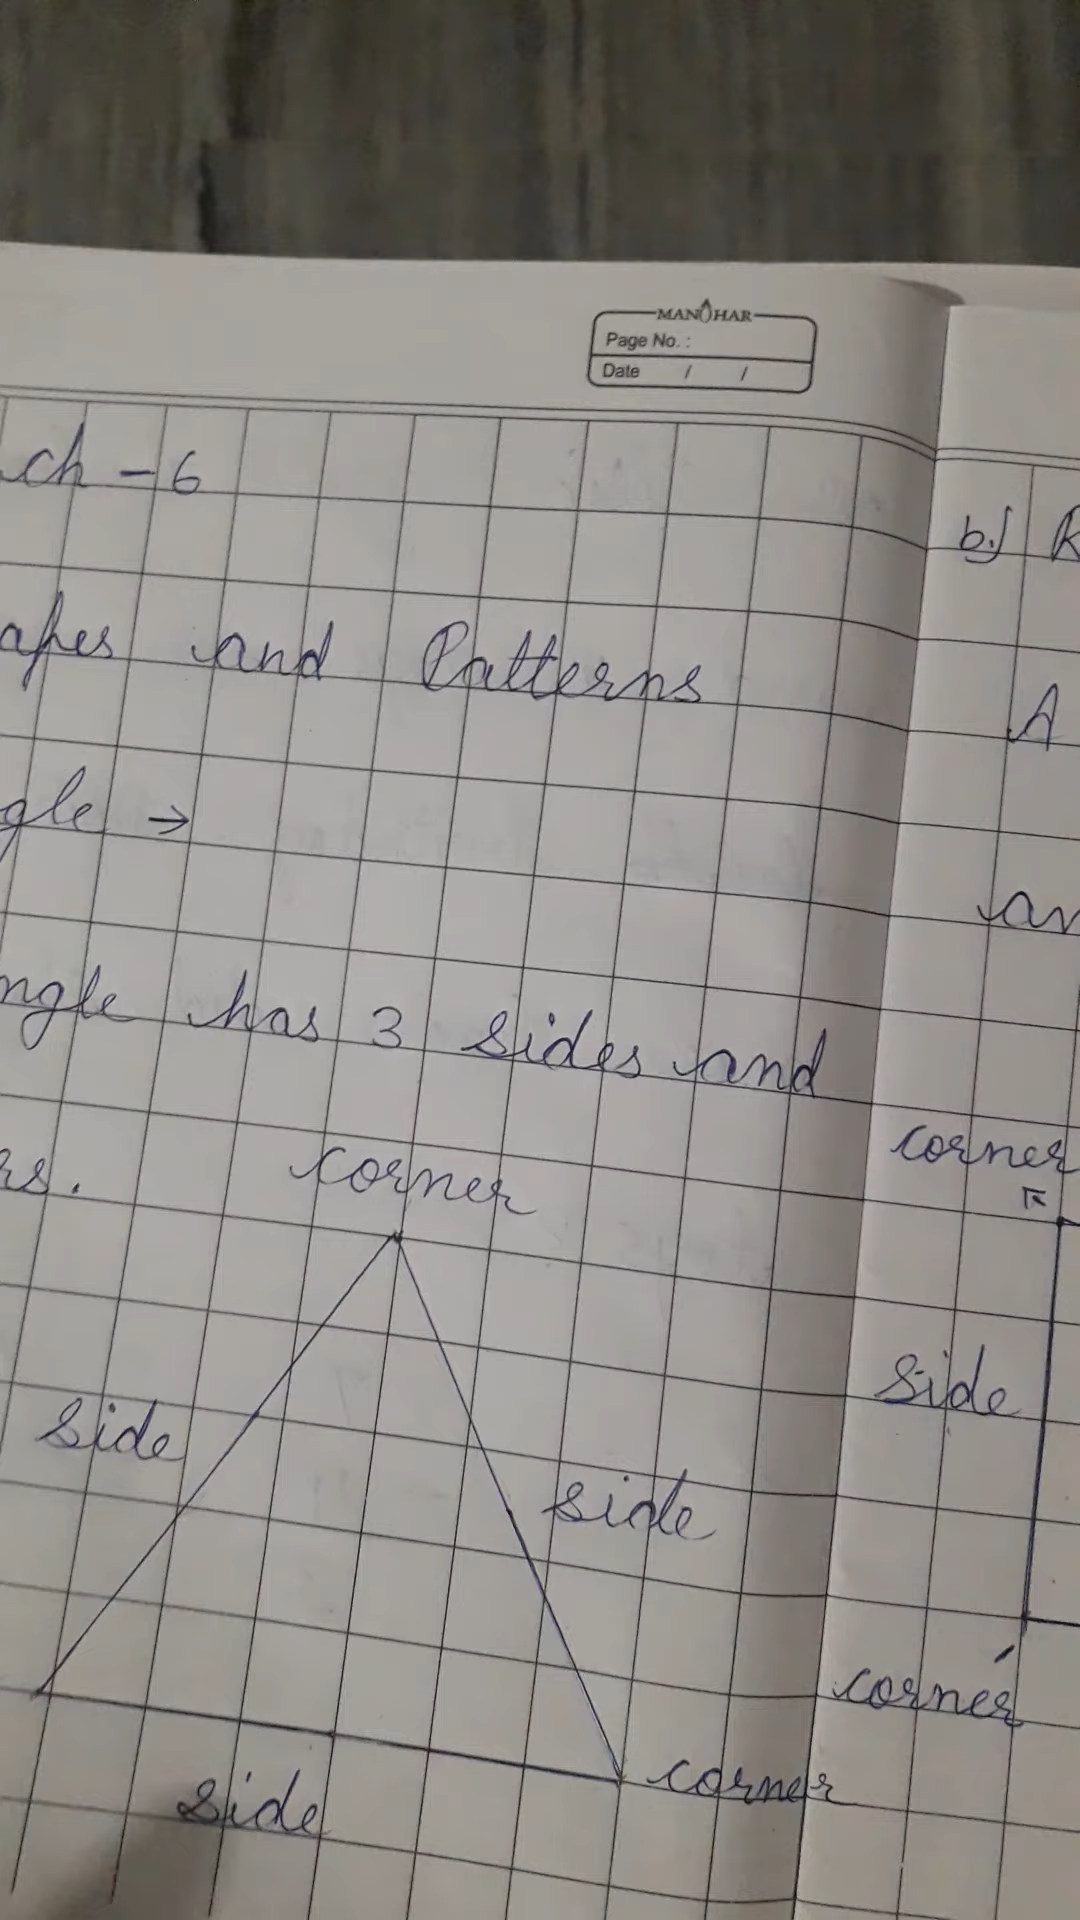 MANOHAR
Page No. :
Date / /
ch - 6
apes and Patterns
gle →
ngle has 3 sides and
rs.
corner
side
side
corner
side
b.) R
A
an
corner
side
corner